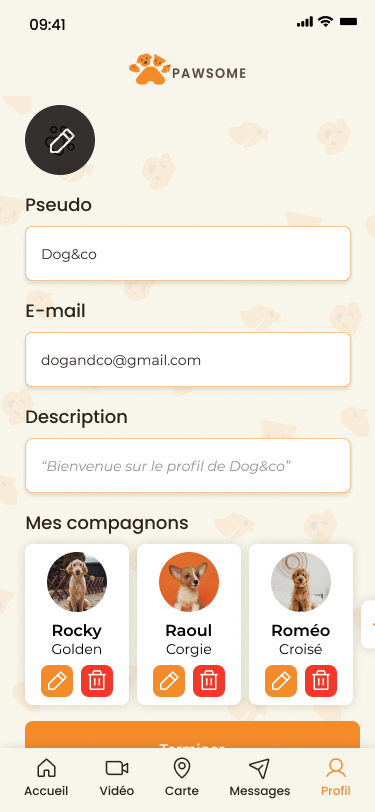 09:41
PAWSOME
Pseudo
Dog&co
E-mail
dogandco@gmail.com
Description
“Bienvenue sur le profil de Dog&co”
Mes compagnons
Rocky Raoul Roméo
Golden Corgie Croisé
Terminer
Accueil Vidéo Carte Messages Profil